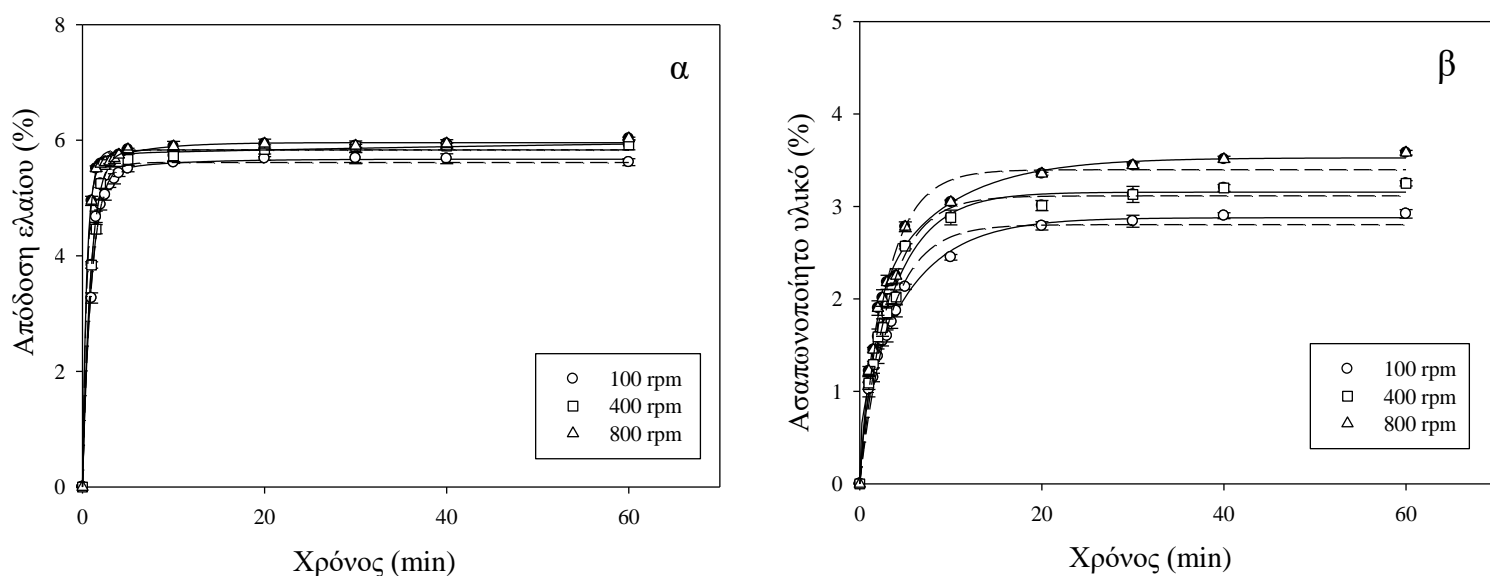 α
Απόδοση ελαίου (%)
8
6
4
2
0
0 20 40 60
Χρόνος (min)
100 rpm
400 rpm
800 rpm
β
Ασαπωνοποίητο υλικό (%)
5
4
3
2
1
0
0 20 40 60
Χρόνος (min)
100 rpm
400 rpm
800 rpm